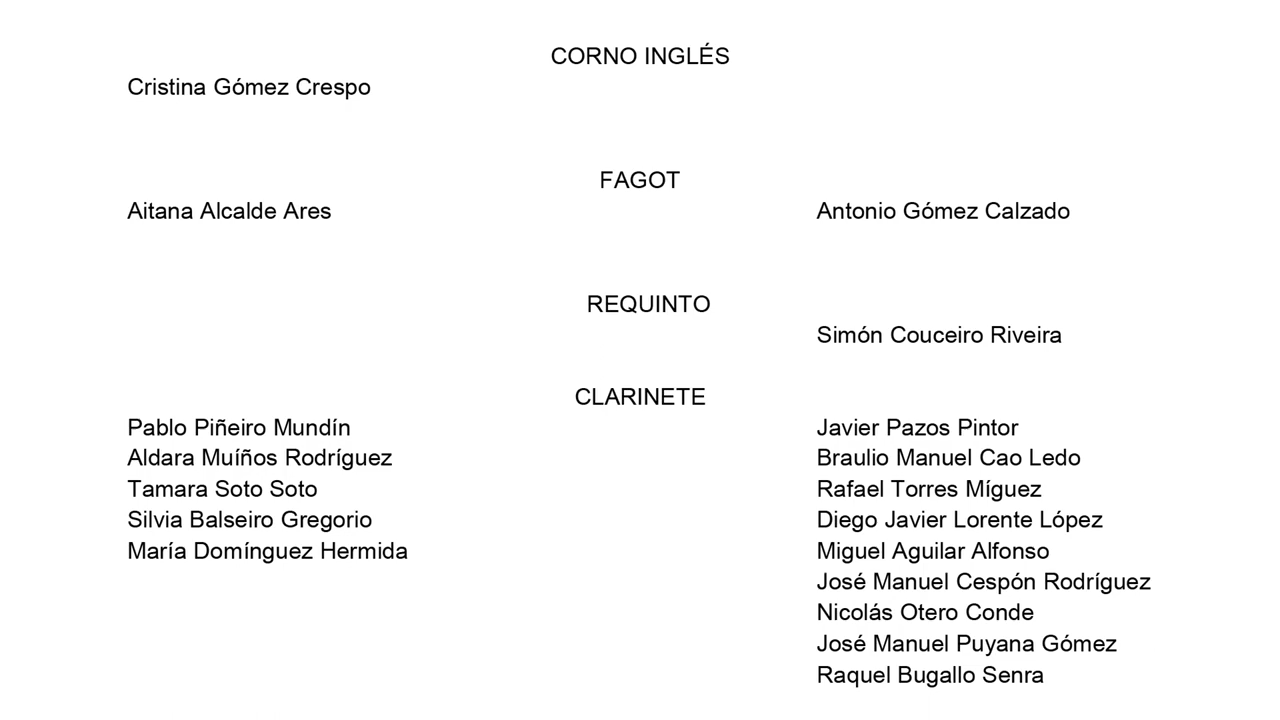 CORNO INGLÉS
Cristina Gómez Crespo
FAGOT
Aitana Alcalde Ares
Antonio Gómez Calzado
REQUINTO
Simón Couceiro Riveira
CLARINETE
Pablo Piñeiro Mundín
Aldara Muíños Rodríguez
Tamara Soto Soto
Silvia Balseiro Gregorio
María Domínguez Hermida
Javier Pazos Pintor
Braulio Manuel Cao Ledo
Rafael Torres Míguez
Diego Javier Lorente López
Miguel Aguilar Alfonso
José Manuel Cespón Rodríguez
Nicolás Otero Conde
José Manuel Puyana Gómez
Raquel Bugallo Senra